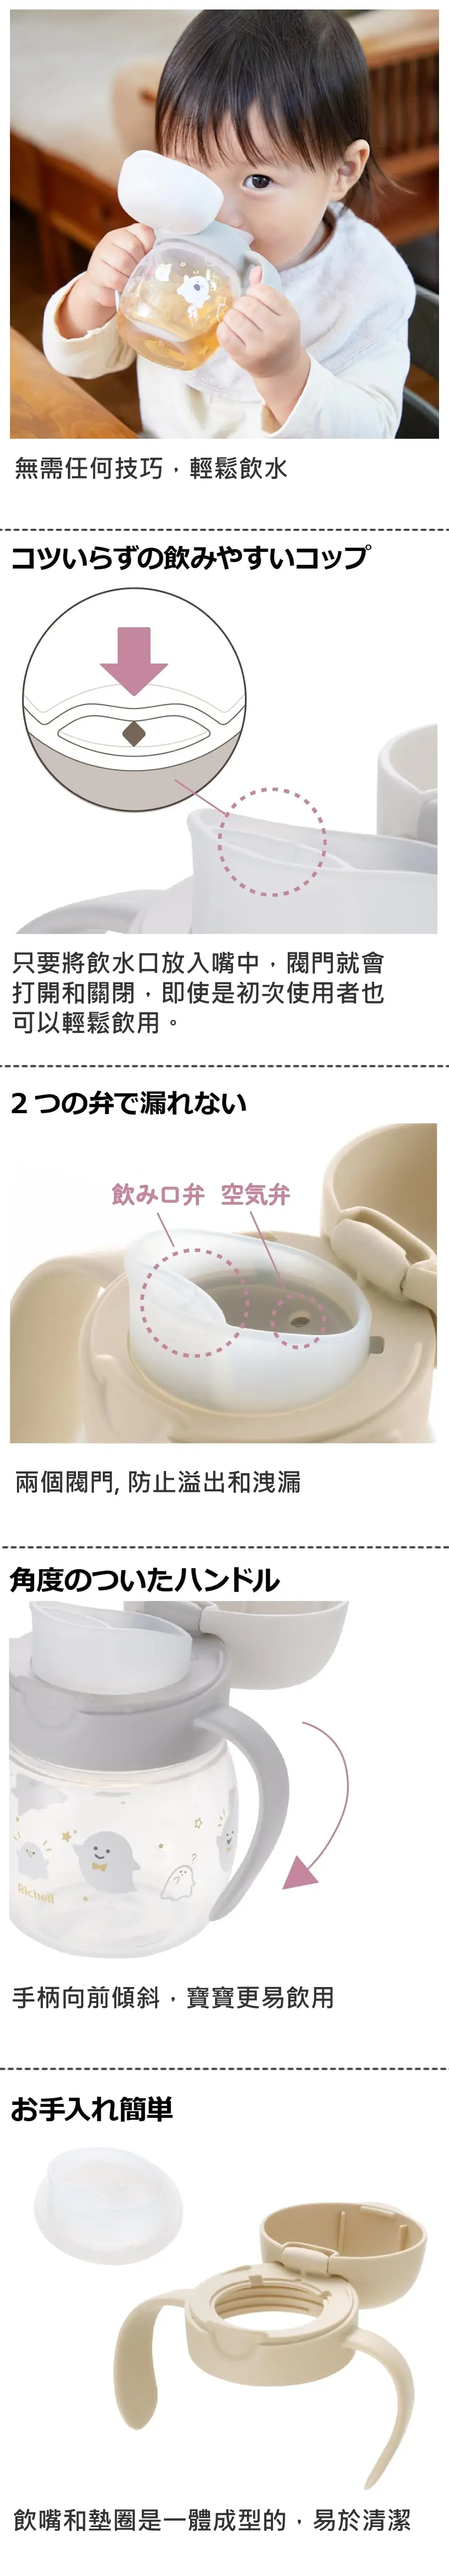 無需任何技巧，輕鬆飲水
コツいらずの飲みやすいコップ
只要將飲水口放入嘴中，閥門就會
打開和關閉，即使是初次使用者也
可以輕鬆飲用。
2つの弁で漏れない
飲み口弁 空気弁
兩個閥門, 防止溢出和洩漏
角度のついたハンドル
Richell
手柄向前傾斜，寶寶更易飲用
お手入れ簡単
飲嘴和墊圈是一體成型的，易於清潔